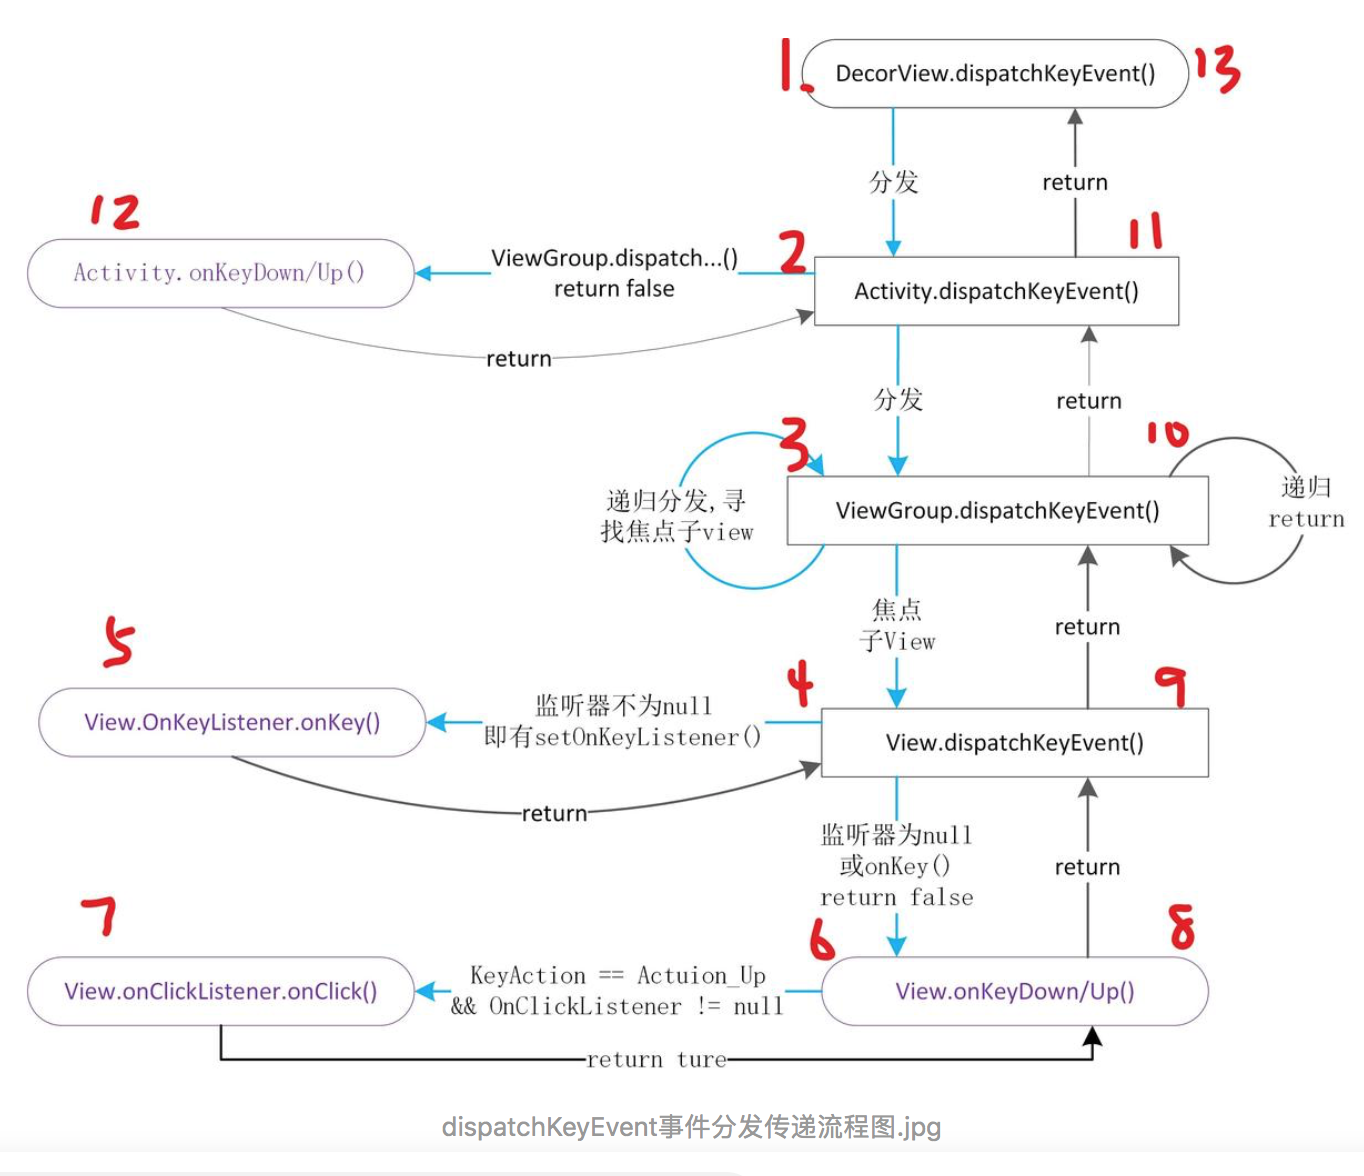 1.
DecorView.dispatchKeyEvent()
13
分发
return
12
2
11
Activity.onKeyDown/Up()
ViewGroup.dispatch...()
return false
Activity.dispatchKeyEvent()
return
分发
return
3
10
递归分发,寻
找焦点子view
ViewGroup.dispatchKeyEvent()
递归
return
焦点
子View
return
5
4
9
View.OnKeyListener.onKey()
监听器不为null
即有setOnKeyListener()
View.dispatchKeyEvent()
return
监听器为null
或onKey()
return false
return
7
6
8
View.onClickListener.onClick()
KeyAction == Actuion_Up
&& OnClickListener != null
View.onKeyDown/Up()
return ture
dispatchKeyEvent事件分发传递流程图.jpg